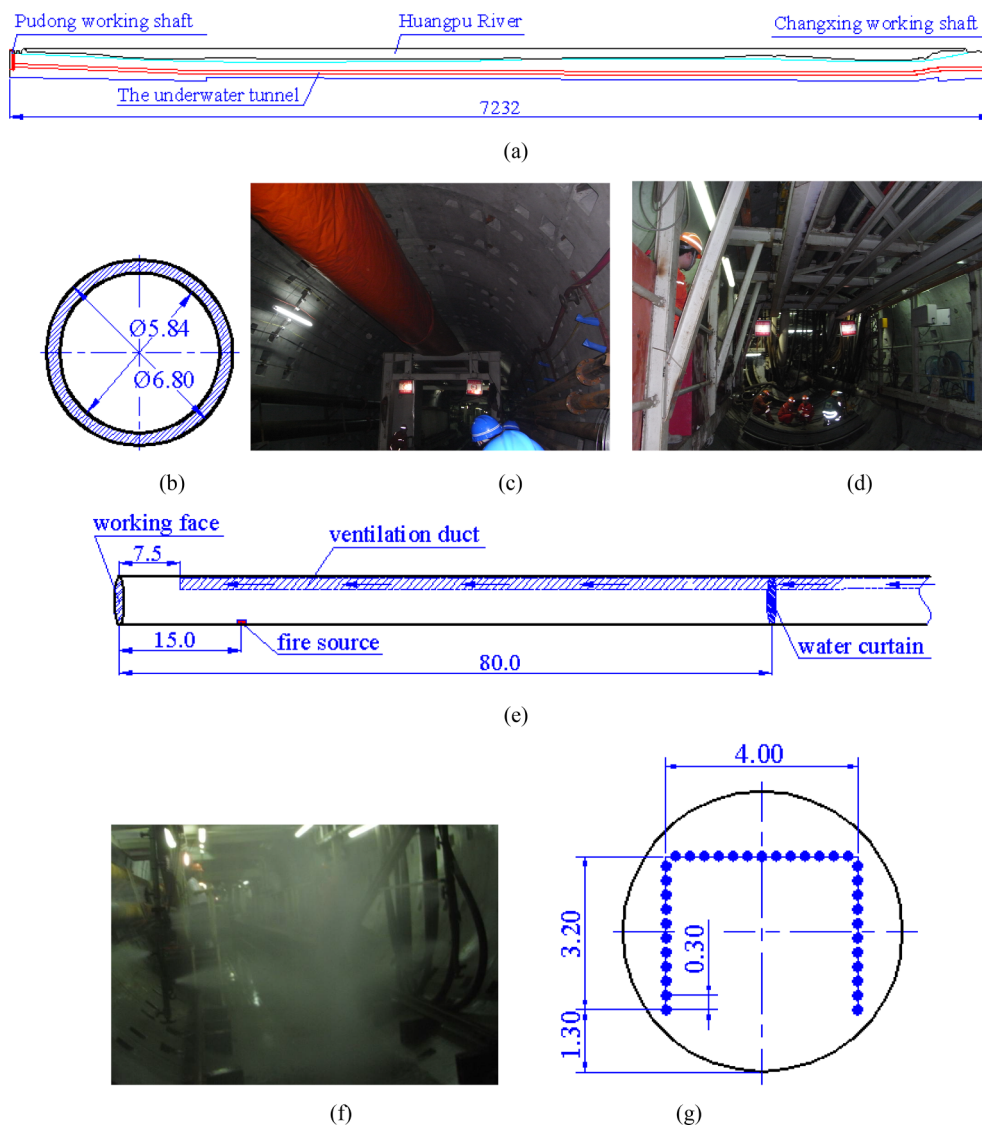 Pudong working shaft
Huangpu River
Changxing working shaft
The underwater tunnel
7232
(a)
Ø5.84
Ø6.80
(b)
(c)
(d)
working face
7.5
ventilation duct
15.0
fire source
80.0
water curtain
(e)
(f)
4.00
3.20
0.30
1.30
(g)